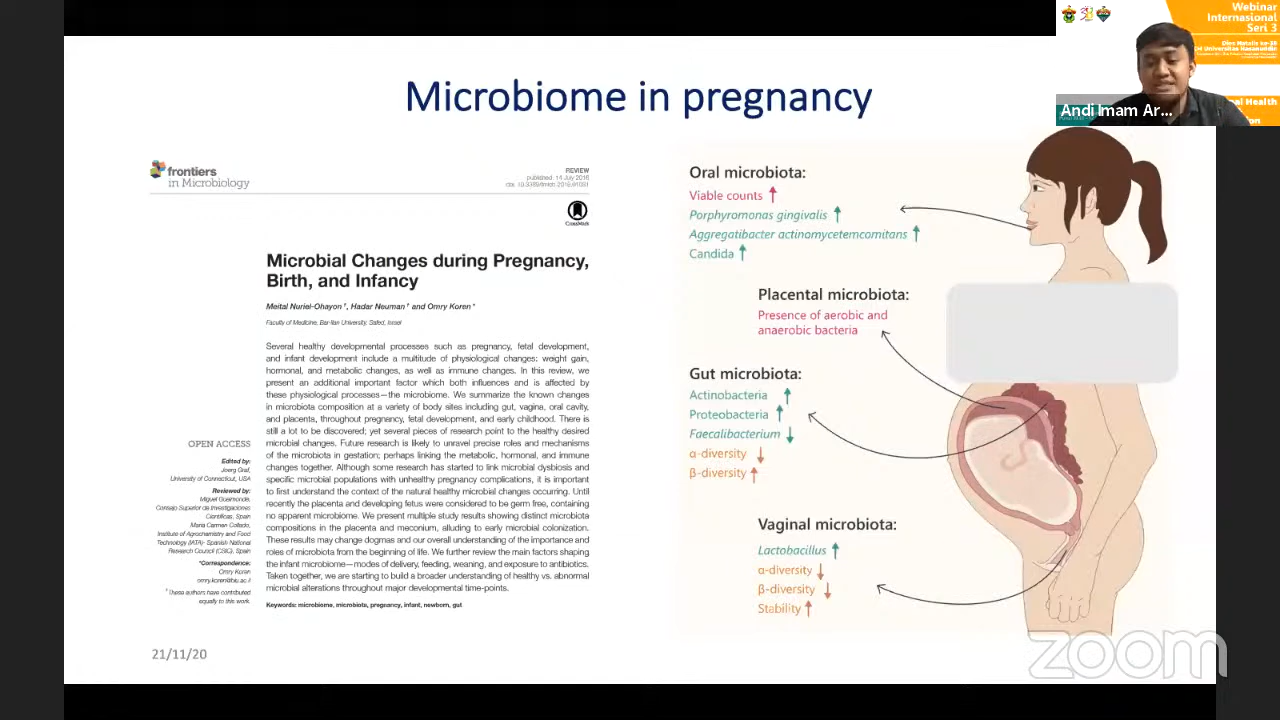 Webinar
Internasional
Seri 3
Dies Natalis ke-38
Universitas Hasanuddin
Andi Imam Ar...
Microbiome in pregnancy
frontiers
in Microbiology
REVIEW
published: 14 July 2016
CrossMark
Microbial Changes during Pregnancy,
Birth, and Infancy
Meital Nuriel-Ohayon †, Hadar Neuman † and Omry Koren *
Faculty of Medicine, Bar-Ilan University, Safed, Israel
Several healthy developmental processes such as pregnancy, fetal development,
and infant development include a multitude of physiological changes: weight gain,
hormonal, and metabolic changes, as well as immune changes. In this review, we
present an additional important factor which both influences and is affected by
these physiological processes—the microbiome. We summarize the known changes
in microbiota composition at a variety of body sites including gut, vagina, oral cavity,
and placenta, throughout pregnancy, fetal development, and early childhood. There is
still a lot to be discovered; yet several pieces of research point to the healthy desired
microbial changes. Future research is likely to unravel precise roles and mechanisms
of the microbiota in gestation; perhaps linking the metabolic, hormonal, and immune
changes together. Although some research has started to link microbial dysbiosis and
specific microbial populations with unhealthy pregnancy complications, it is important
to first understand the context of the natural healthy microbial changes occurring. Until
recently the placenta and developing fetus were considered to be germ free, containing
no apparent microbiome. We present multiple study results showing distinct microbiota
compositions in the placenta and meconium, alluding to early microbial colonization.
These results may change dogmas and our overall understanding of the importance and
roles of microbiota from the beginning of life. We further review the main factors shaping
the infant microbiome—modes of delivery, feeding, weaning, and exposure to antibiotics.
Taken together, we are starting to build a broader understanding of healthy vs. abnormal
microbial alterations throughout major developmental time-points.
Keywords: microbiome, microbiota, pregnancy, infant, newborn, gut
OPEN ACCESS
Edited by:
Joerg Graf,
University of Connecticut, USA
Reviewed by:
Miguel Gueimonde,
Consejo Superior de Investigaciones
Científicas, Spain
Maria Carmen Collado,
Institute of Agrochemistry and Food
Technology (IATA)- Spanish National
Research Council (CSIC), Spain
*Correspondence:
Omry Koren
omry.koren@biu.ac.il
† These authors have contributed
equally to this work.
21/11/20
Oral microbiota:
Viable counts ↑
Porphyromonas gingivalis ↑
Aggregatibacter actinomycetemcomitans ↑
Candida ↑
Placental microbiota:
Presence of aerobic and
anaerobic bacteria
Gut microbiota:
Actinobacteria ↑
Proteobacteria ↑
Faecalibacterium ↓
α-diversity ↓
β-diversity ↑
Vaginal microbiota:
Lactobacillus ↑
α-diversity ↓
β-diversity ↓
Stability ↑
zoom